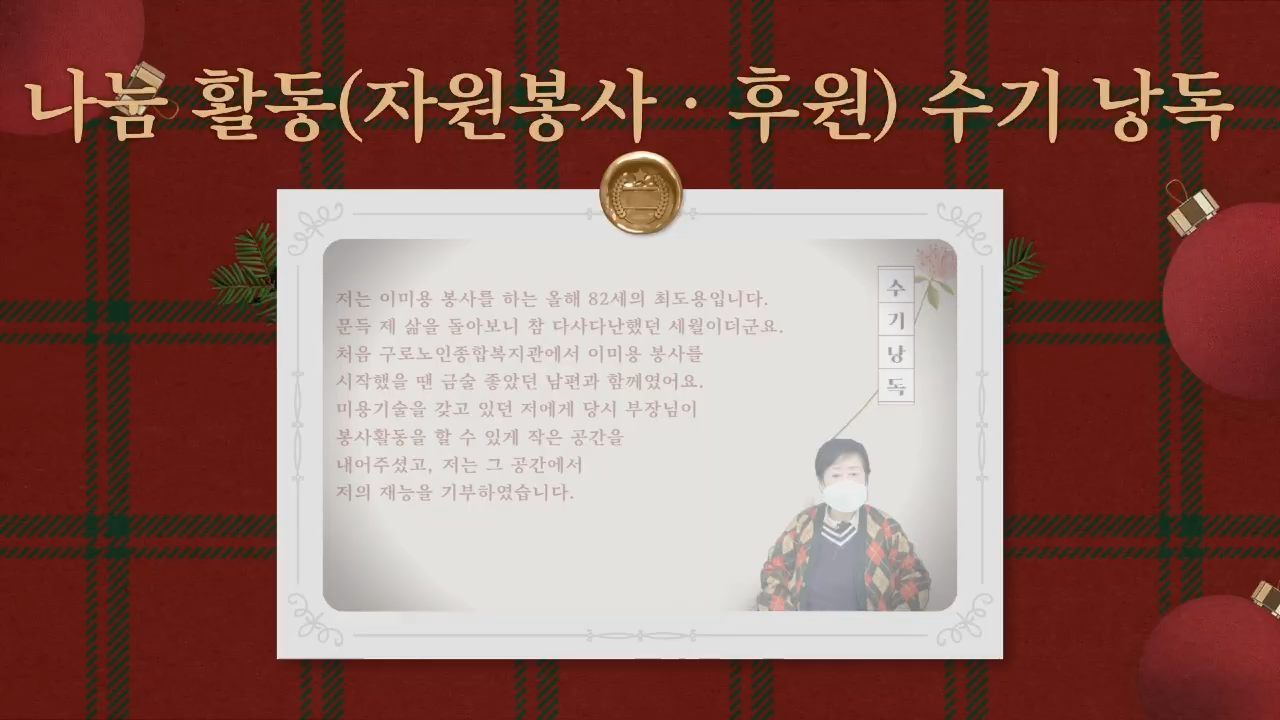 나눔 활동(자원봉사 · 후원) 수기 낭독
저는 이미용 봉사를 하는 올해 82세의 최도용입니다.
문득 제 삶을 돌아보니 참 다사다난했던 세월이더군요.
처음 구로노인종합복지관에서 이미용 봉사를
시작했을 땐 금술 좋았던 남편과 함께였어요.
미용기술을 갖고 있던 저에게 당시 부장님이
봉사활동을 할 수 있게 작은 공간을
내어주셨고, 저는 그 공간에서
저의 재능을 기부하였습니다.
수기낭독